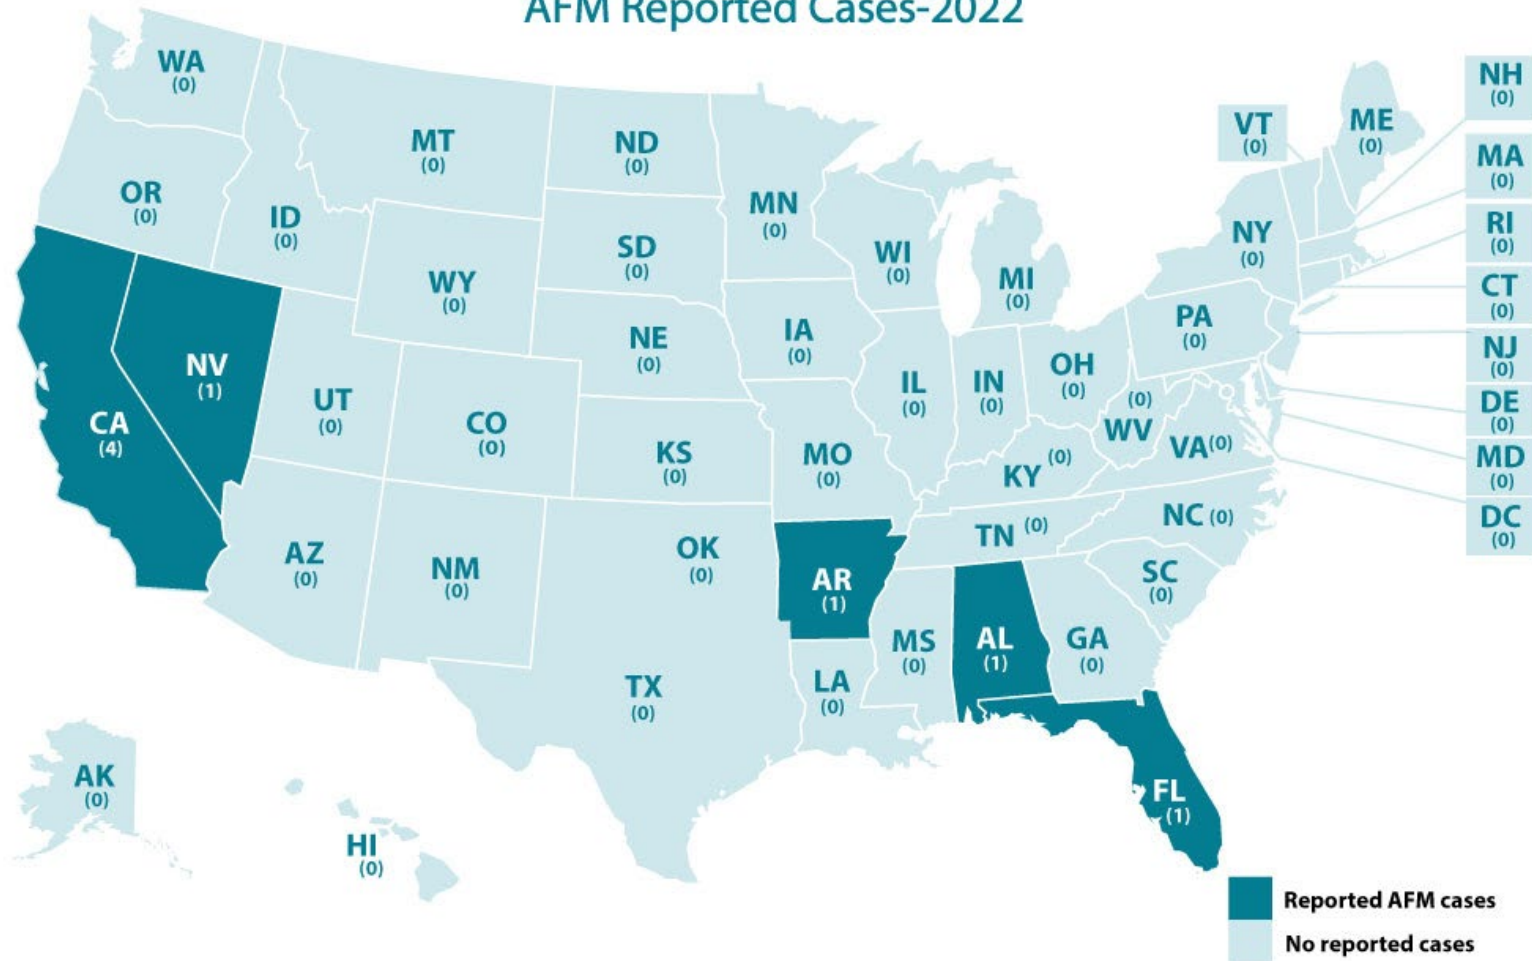 AFM Reported Cases-2022
WA
(0)
OR
(0)
ID
(0)
MT
(0)
ND
(0)
MN
(0)
WI
(0)
MI
(0)
VT
(0)
ME
(0)
NH
(0)
MA
(0)
RI
(0)
CT
(0)
NJ
(0)
DE
(0)
MD
(0)
DC
(0)
NY
(0)
PA
(0)
WY
(0)
SD
(0)
NE
(0)
IA
(0)
IL
(0)
IN
(0)
OH
(0)
(0)
WV
VA(0)
CA
(4)
NV
(1)
UT
(0)
CO
(0)
KS
(0)
MO
(0)
KY (0)
TN (0)
NC (0)
SC
(0)
AZ
(0)
NM
(0)
OK
(0)
AR
(1)
MS
(0)
AL
(1)
GA
(0)
TX
(0)
LA
(0)
FL
(1)
AK
(0)
HI
(0)
Reported AFM cases
No reported cases